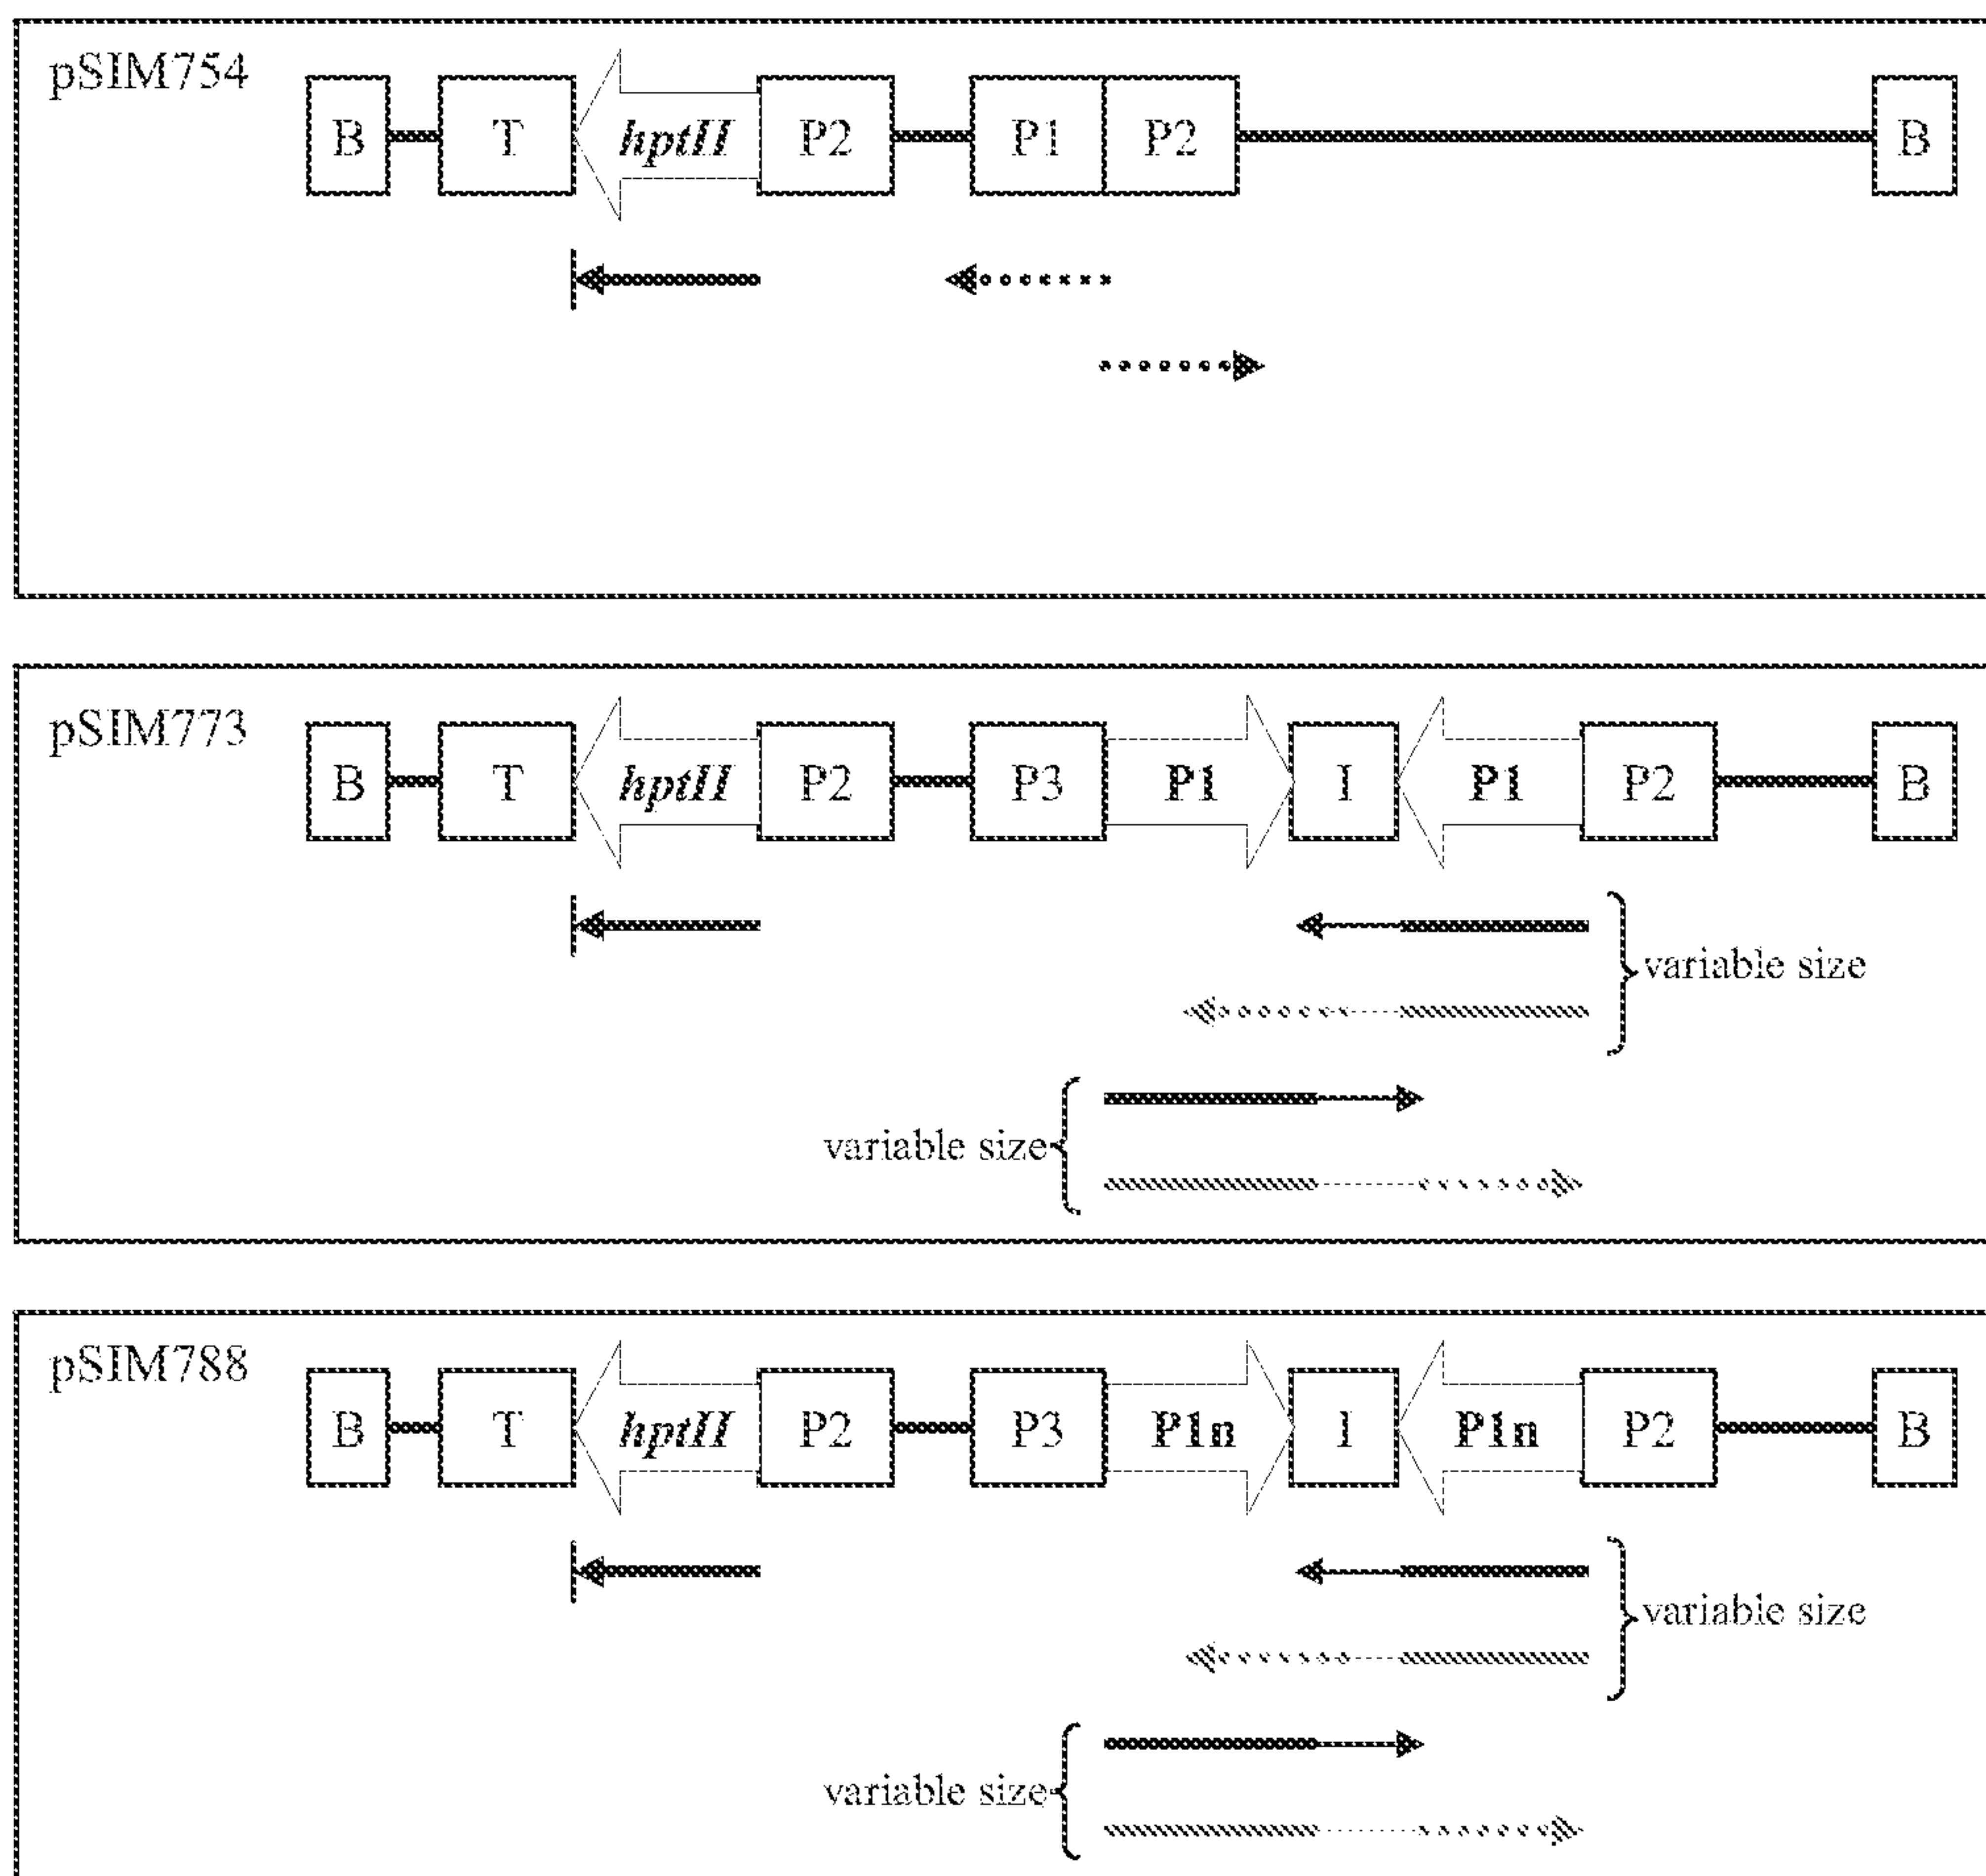 pSIM754
B T hptII P2 P1 P2 B
pSIM773
B T hptII P2 P3 P1 I P1 P2 B
variable size
variable size
pSIM788
B T hptII P2 P3 P1n I P1n P2 B
variable size
variable size